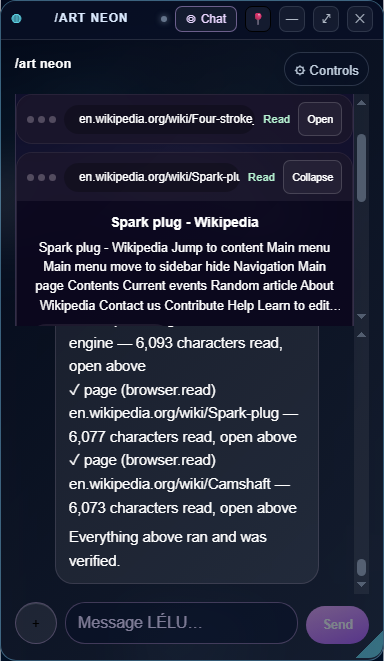 /ART NEON
Chat
/art neon
Controls
en.wikipedia.org/wiki/Four-stroke
Read
Open
en.wikipedia.org/wiki/Spark-plu
Read
Collapse
Spark plug - Wikipedia
Spark plug - Wikipedia Jump to content Main menu
Main menu move to sidebar hide Navigation Main
page Contents Current events Random article About
Wikipedia Contact us Contribute Help Learn to edit…
engine — 6,093 characters read,
open above
✓ page (browser.read)
en.wikipedia.org/wiki/Spark-plug —
6,077 characters read, open above
✓ page (browser.read)
en.wikipedia.org/wiki/Camshaft —
6,073 characters read, open above
Everything above ran and was
verified.
+
Message LÉLU…
Send